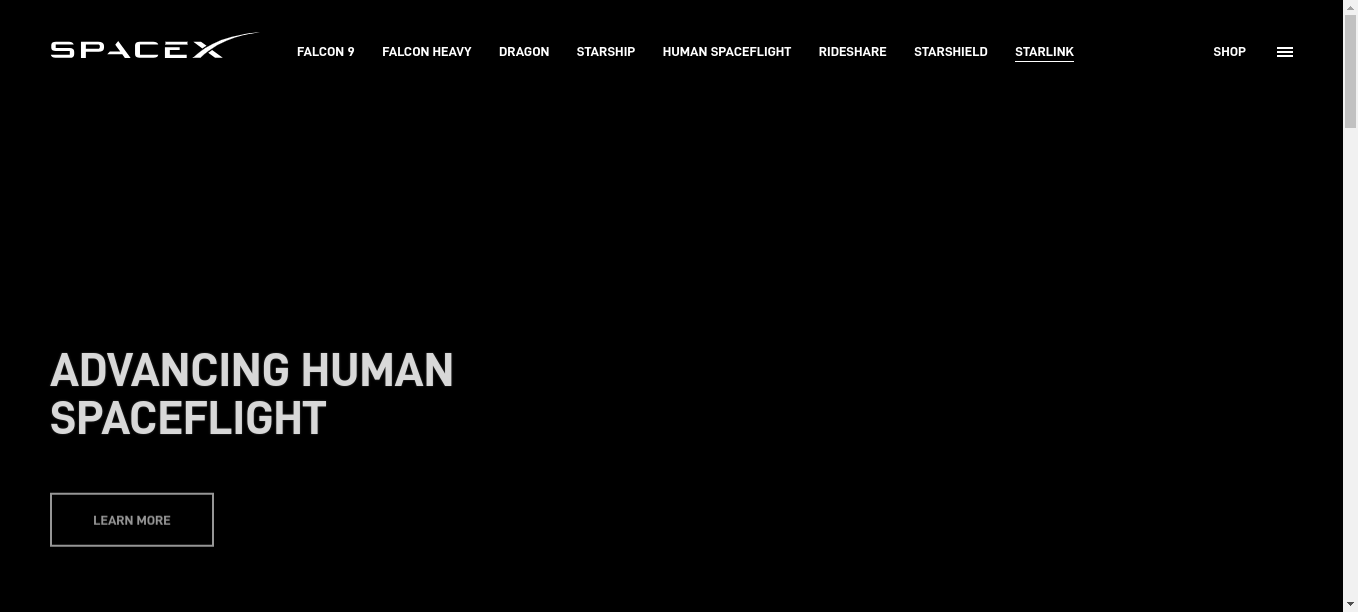 SPACEX
FALCON 9
FALCON HEAVY
DRAGON
STARSHIP
HUMAN SPACEFLIGHT
RIDESHARE
STARSHIELD
STARLINK
SHOP
ADVANCING HUMAN
SPACEFLIGHT
LEARN MORE